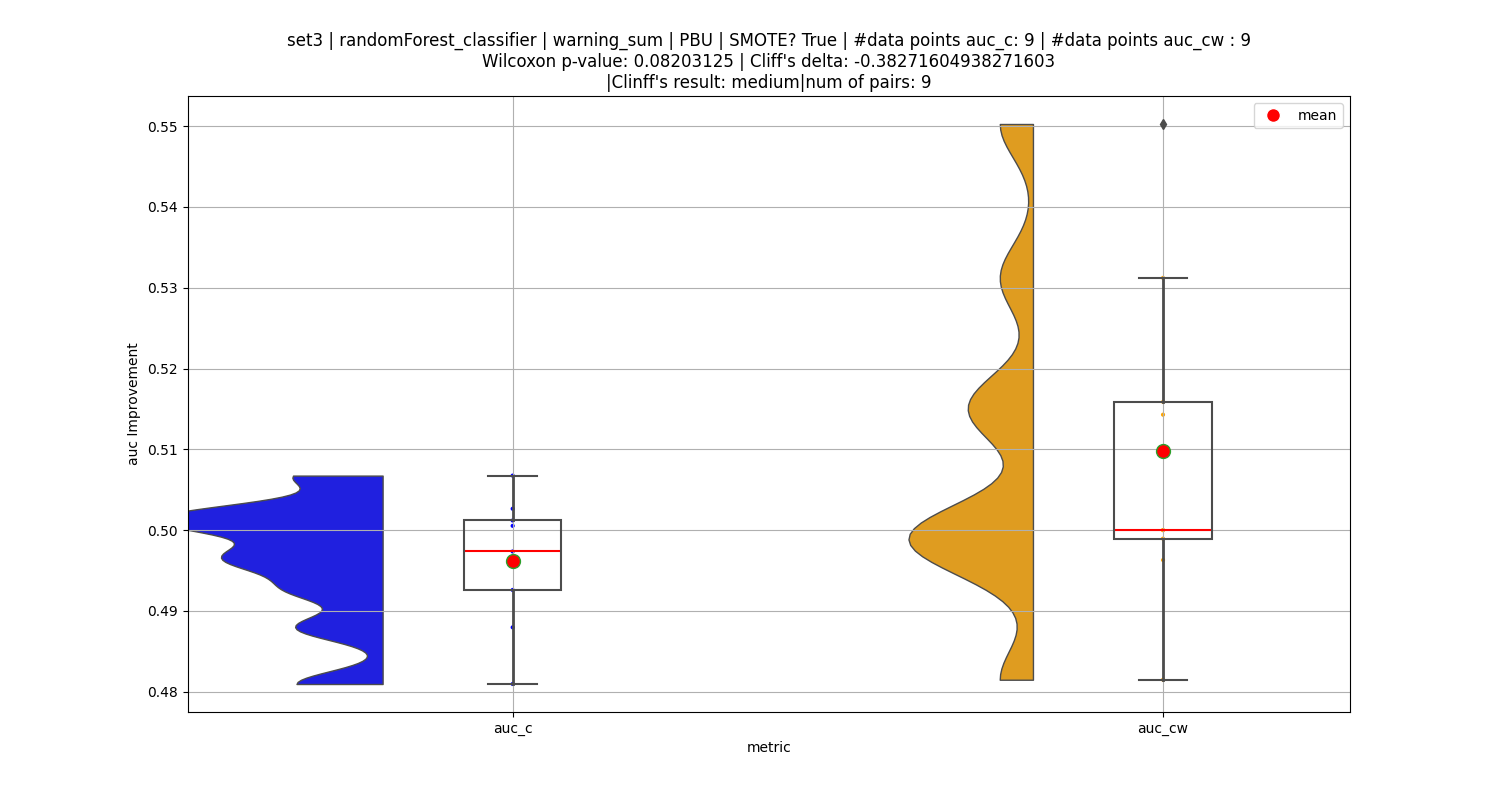 set3 | randomForest_classifier | warning_sum | PBU | SMOTE? True | #data points auc_c: 9 | #data points auc_cw : 9
Wilcoxon p-value: 0.08203125 | Cliff's delta: -0.38271604938271603
|Clinff's result: medium|num of pairs: 9
mean
0.55
0.54
0.53
0.52
0.51
0.50
0.49
0.48
auc Improvement
auc_c
auc_cw
metric